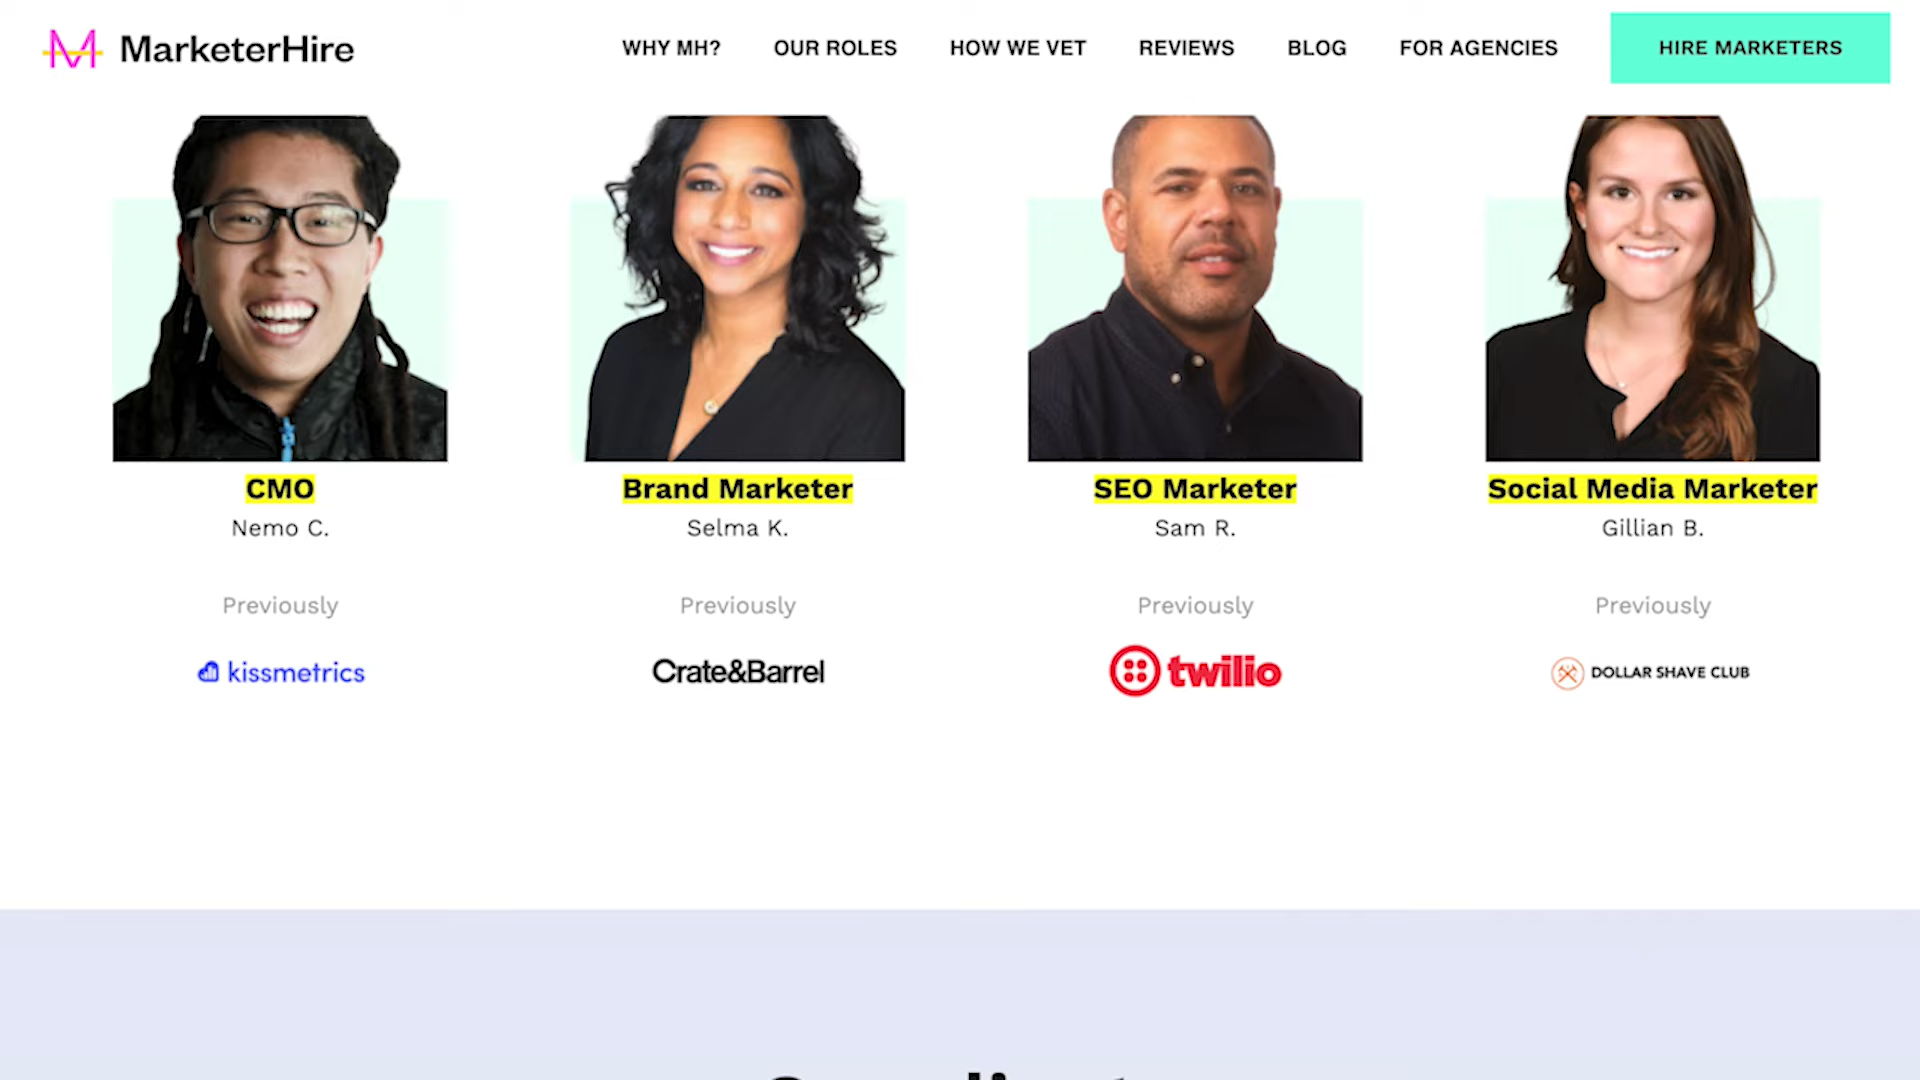 MarketerHire
WHY MH?
OUR ROLES
HOW WE VET
REVIEWS
BLOG
FOR AGENCIES
HIRE MARKETERS
CMO
Nemo C.
Previously
kissmetrics
Brand Marketer
Selma K.
Previously
Crate&Barrel
SEO Marketer
Sam R.
Previously
twilio
Social Media Marketer
Gillian B.
Previously
DOLLAR SHAVE CLUB